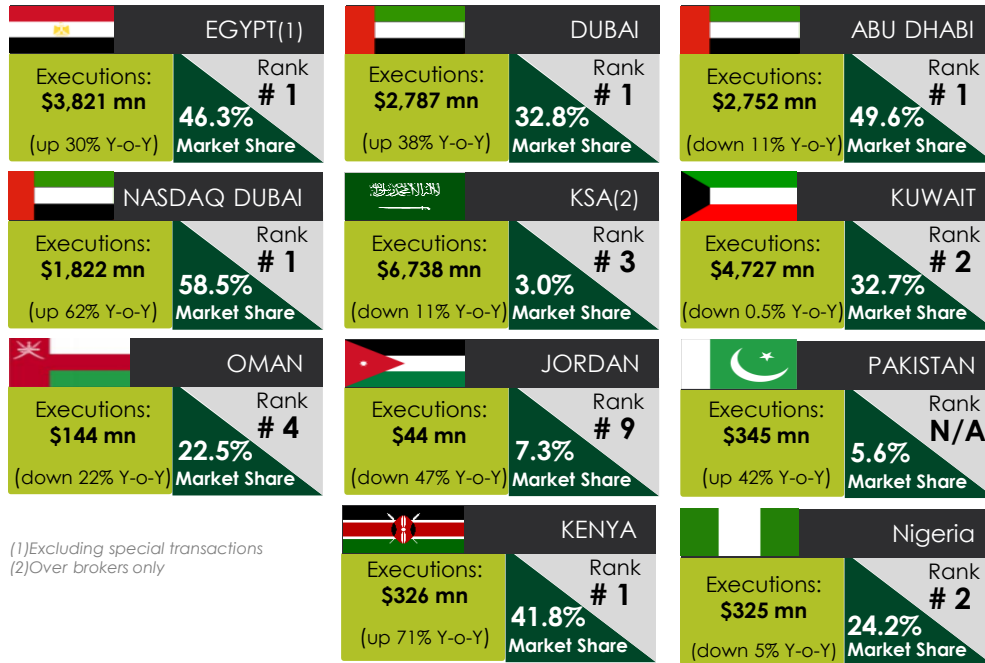 EGYPT(1)
Executions:
$3,821 mn
(up 30% Y-o-Y)
46.3%
Market Share
Rank
# 1
DUBAI
Executions:
$2,787 mn
(up 38% Y-o-Y)
32.8%
Market Share
Rank
# 1
ABU DHABI
Executions:
$2,752 mn
(down 11% Y-o-Y)
49.6%
Market Share
Rank
# 1
NASDAQ DUBAI
Executions:
$1,822 mn
(up 62% Y-o-Y)
58.5%
Market Share
Rank
# 1
KSA(2)
Executions:
$6,738 mn
(down 11% Y-o-Y)
3.0%
Market Share
Rank
# 3
KUWAIT
Executions:
$4,727 mn
(down 0.5% Y-o-Y)
32.7%
Market Share
Rank
# 2
OMAN
Executions:
$144 mn
(down 22% Y-o-Y)
22.5%
Market Share
Rank
# 4
JORDAN
Executions:
$44 mn
(down 47% Y-o-Y)
7.3%
Market Share
Rank
# 9
PAKISTAN
Executions:
$345 mn
(up 42% Y-o-Y)
5.6%
Market Share
Rank
N/A
(1)Excluding special transactions
(2)Over brokers only
KENYA
Executions:
$326 mn
(up 71% Y-o-Y)
41.8%
Market Share
Rank
# 1
Nigeria
Executions:
$325 mn
(down 5% Y-o-Y)
24.2%
Market Share
Rank
# 2